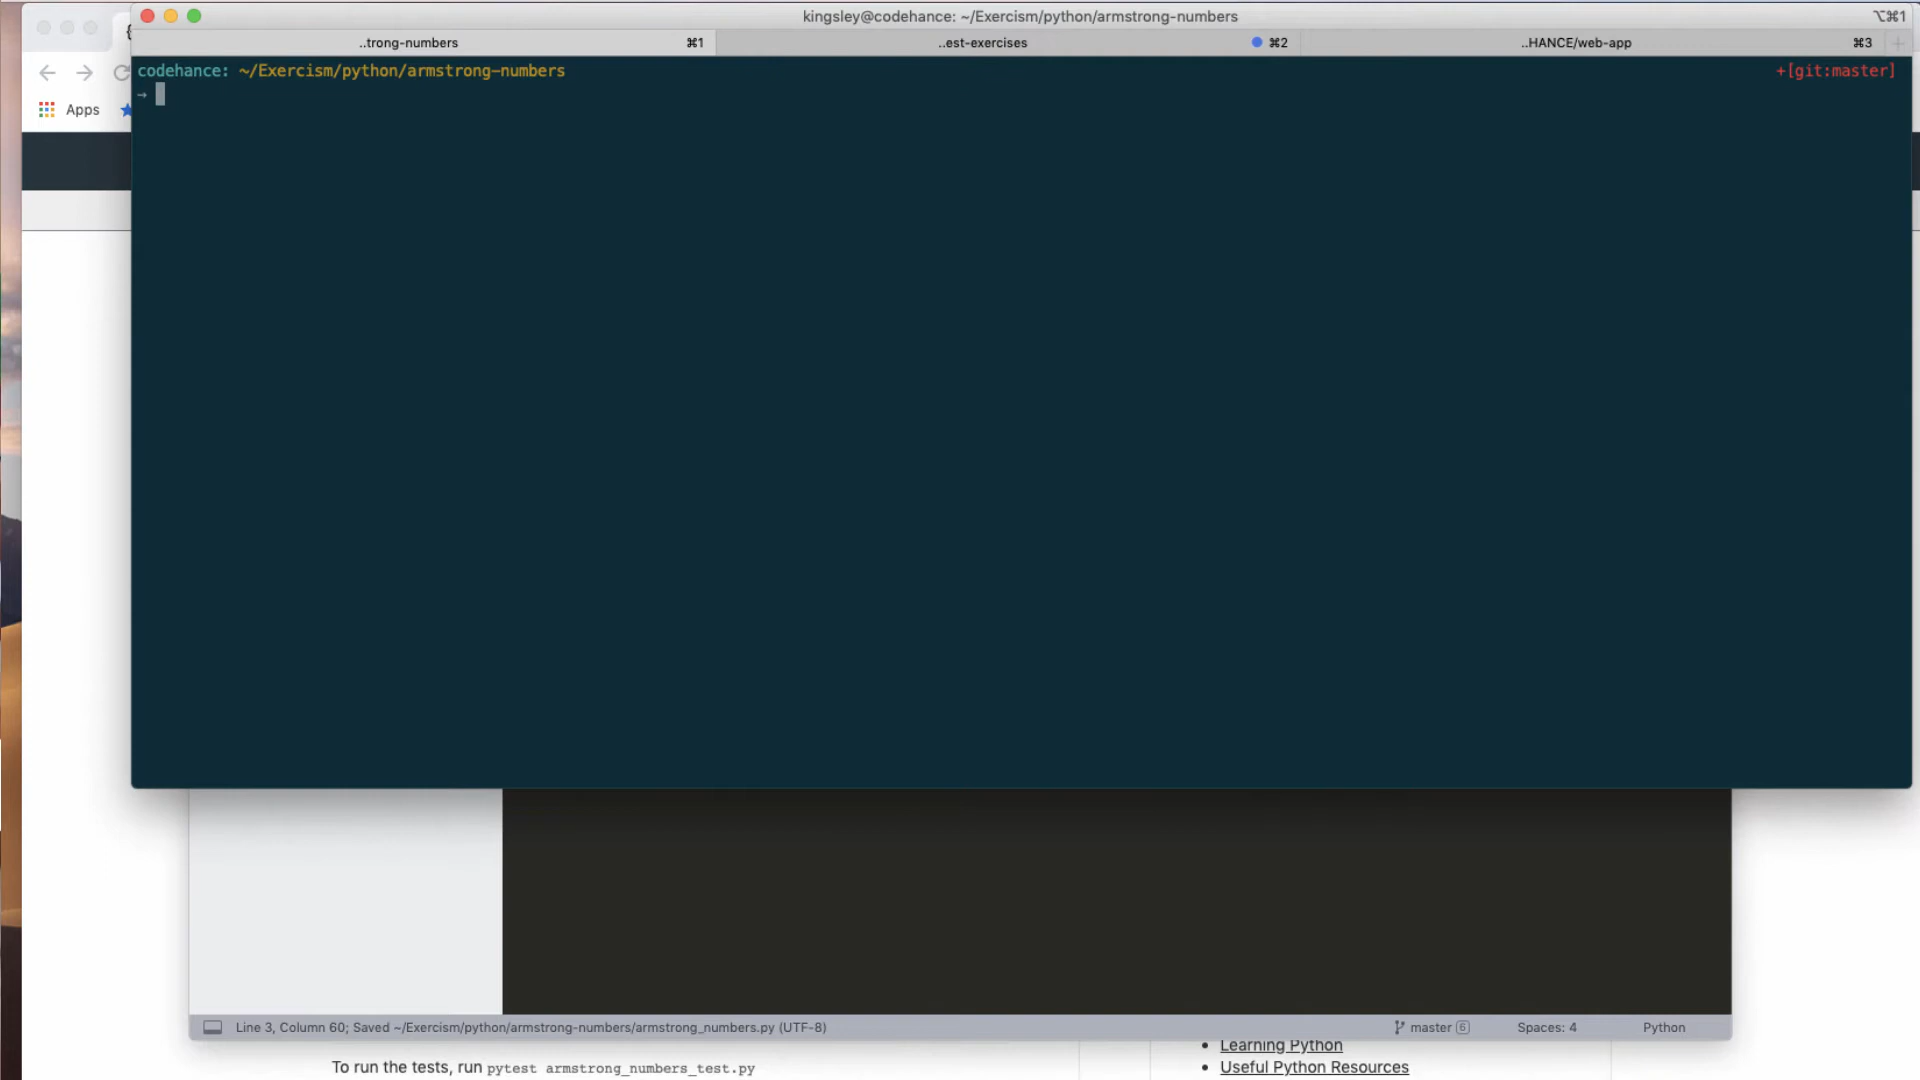 kingsley@codehance: ~/Exercism/python/armstrong-numbers
⌥⌘1
..trong-numbers
⌘1
..est-exercises
⌘2
..HANCE/web-app
⌘3
codehance: ~/Exercism/python/armstrong-numbers
+[git:master]
→
Apps
Line 3, Column 60; Saved ~/Exercism/python/armstrong-numbers/armstrong_numbers.py (UTF-8)
master 6
Spaces: 4
Python
To run the tests, run pytest armstrong_numbers_test.py
Learning Python
Useful Python Resources